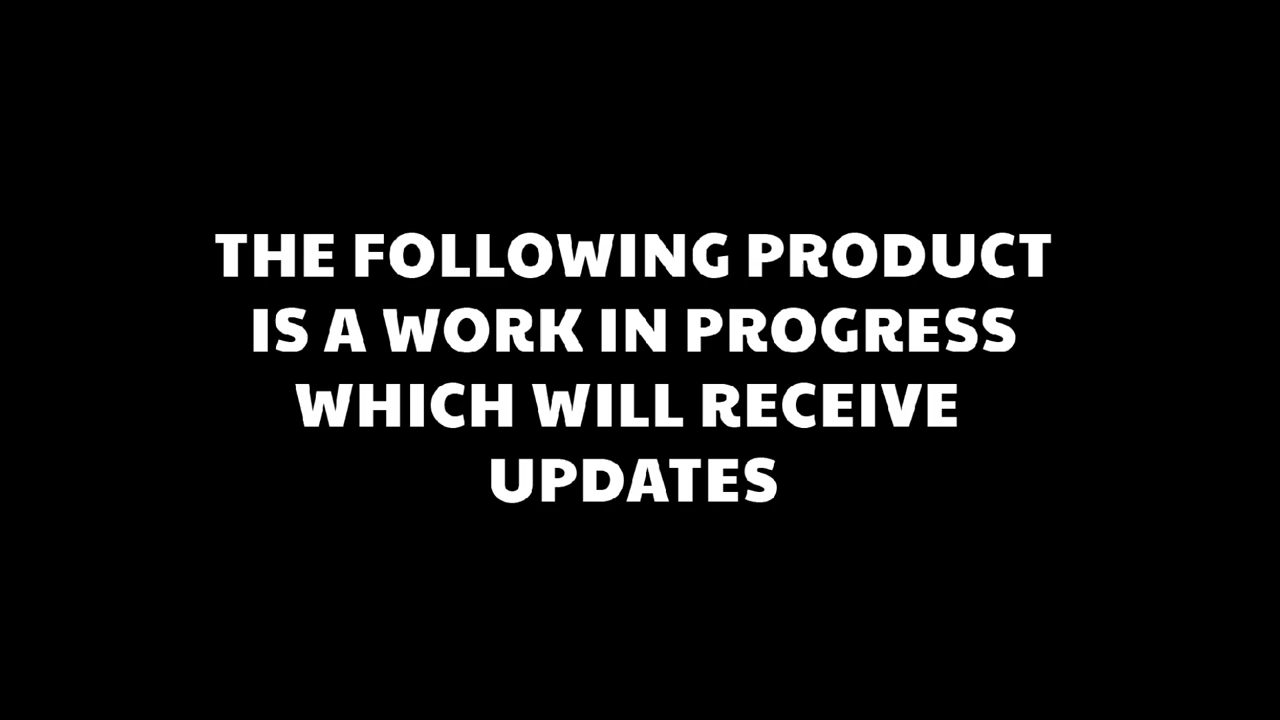 THE FOLLOWING PRODUCT
IS A WORK IN PROGRESS
WHICH WILL RECEIVE
UPDATES